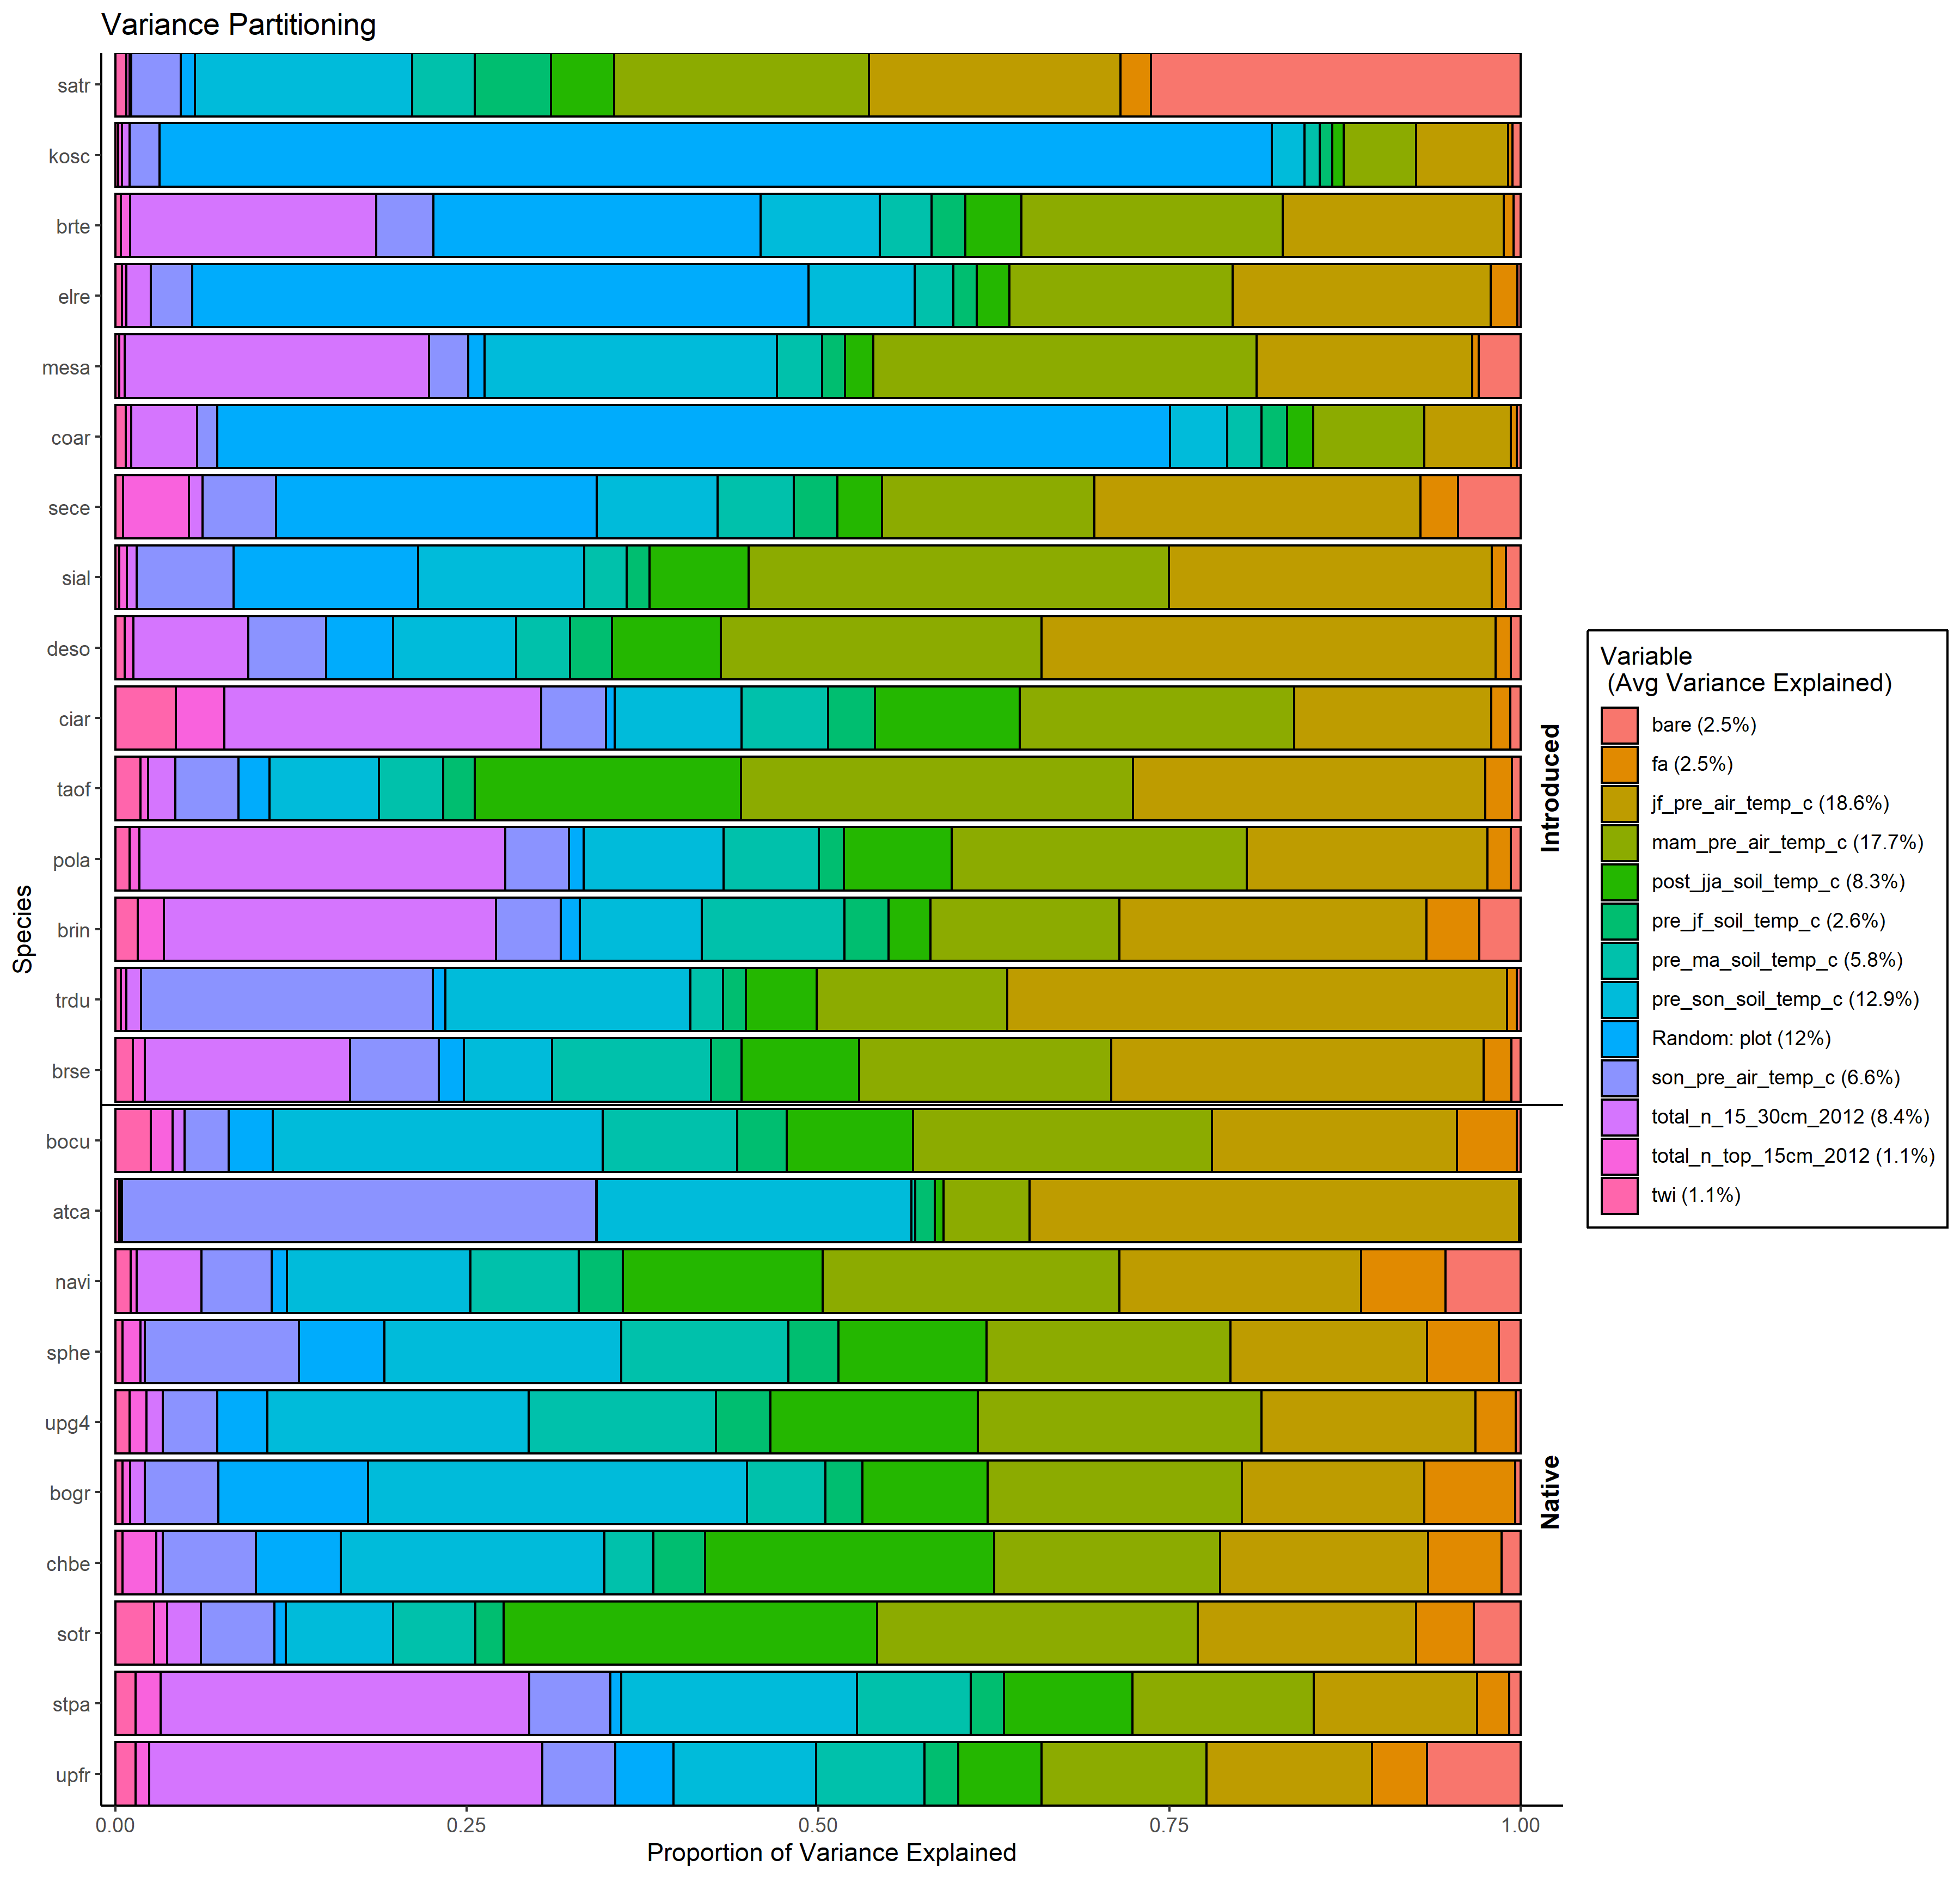 Variance Partitioning
satr
kosc
brte
elre
mesa
coar
sece
sial
deso
ciar
taof
pola
brin
trdu
brse
bocu
atca
navi
sphe
upg4
bogr
chbe
sotr
stpa
upfr
Species
0.00 0.25 0.50 0.75 1.00
Proportion of Variance Explained
Introduced
Native
Variable
(Avg Variance Explained)
bare (2.5%)
fa (2.5%)
jf_pre_air_temp_c (18.6%)
mam_pre_air_temp_c (17.7%)
post_jja_soil_temp_c (8.3%)
pre_jf_soil_temp_c (2.6%)
pre_ma_soil_temp_c (5.8%)
pre_son_soil_temp_c (12.9%)
Random: plot (12%)
son_pre_air_temp_c (6.6%)
total_n_15_30cm_2012 (8.4%)
total_n_top_15cm_2012 (1.1%)
twi (1.1%)